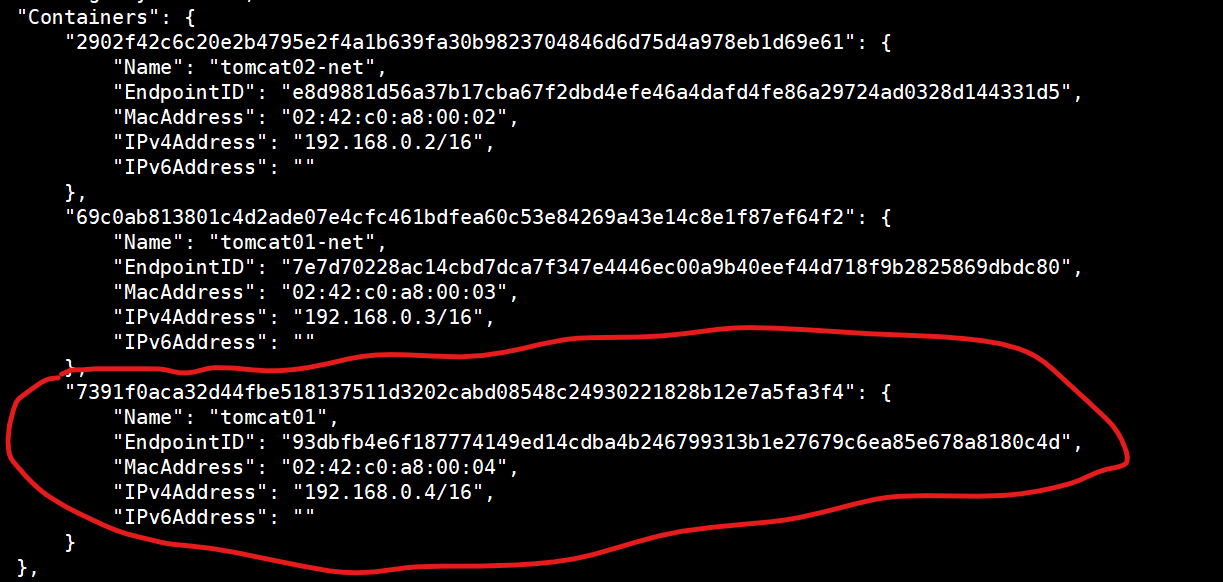 "Containers": {
"2902f42c6c20e2b4795e2f4a1b639fa30b9823704846d6d75d4a978eb1d69e61": {
"Name": "tomcat02-net",
"EndpointID": "e8d9881d56a37b17cba67f2dbd4efe46a4dafd4fe86a29724ad0328d144331d5",
"MacAddress": "02:42:c0:a8:00:02",
"IPv4Address": "192.168.0.2/16",
"IPv6Address": ""
},
"69c0ab813801c4d2ade07e4cfc461bdfea60c53e84269a43e14c8e1f87ef64f2": {
"Name": "tomcat01-net",
"EndpointID": "7e7d70228ac14cbd7dca7f347e4446ec00a9b40eef44d718f9b2825869dbdc80",
"MacAddress": "02:42:c0:a8:00:03",
"IPv4Address": "192.168.0.3/16",
"IPv6Address": ""
},
"7391f0aca32d44fbe518137511d3202cabd08548c24930221828b12e7a5fa3f4": {
"Name": "tomcat01",
"EndpointID": "93dbfb4e6f187774149ed14cdba4b246799313b1e27679c6ea85e678a8180c4d",
"MacAddress": "02:42:c0:a8:00:04",
"IPv4Address": "192.168.0.4/16",
"IPv6Address": ""
}
},